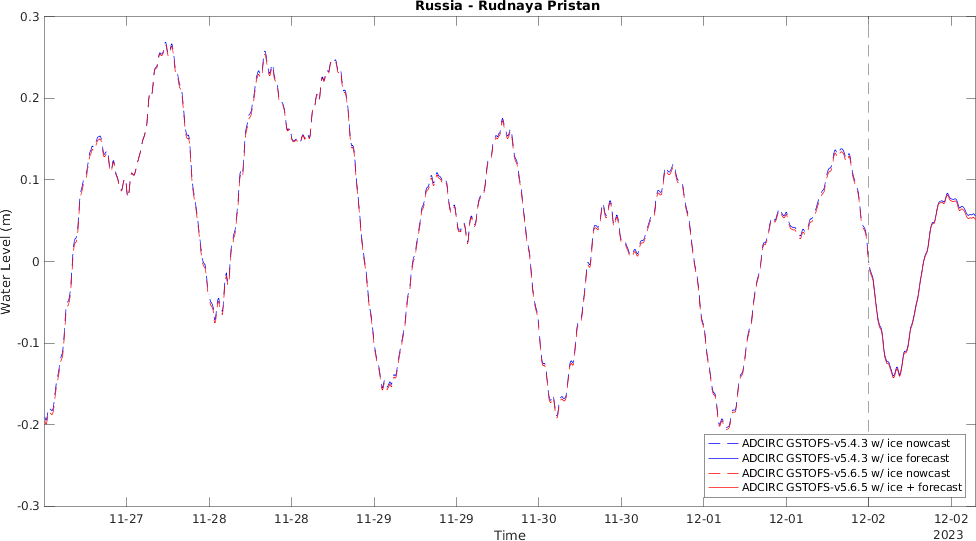 Russia - Rudnaya Pristan
0.3
0.2
0.1
0
-0.1
-0.2
-0.3
Water Level (m)
ADCIRC GSTOFS-v5.4.3 w/ ice nowcast
ADCIRC GSTOFS-v5.4.3 w/ ice forecast
ADCIRC GSTOFS-v5.6.5 w/ ice nowcast
ADCIRC GSTOFS-v5.6.5 w/ ice + forecast
11-27 11-28 11-28 11-29 11-29 11-30 11-30 12-01 12-01 12-02 12-02
Time
2023